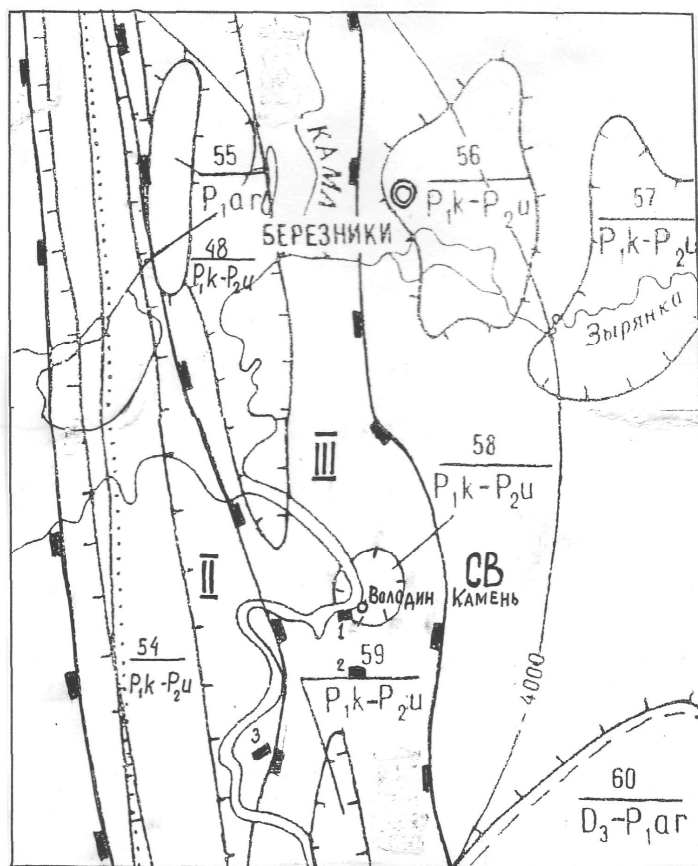 КАМА
55
P₁ar
56
P₁k-P₂u
57
P₁k-P₂u
БЕРЕЗНИКИ
48
P₁k-P₂u
Зырянка
III
58
P₁k-P₂u
II
СВ
Володин КАМЕНЬ
1
54
P₁k-P₂u
2
59
P₁k-P₂u
-4000
3
60
D₃-P₁ar